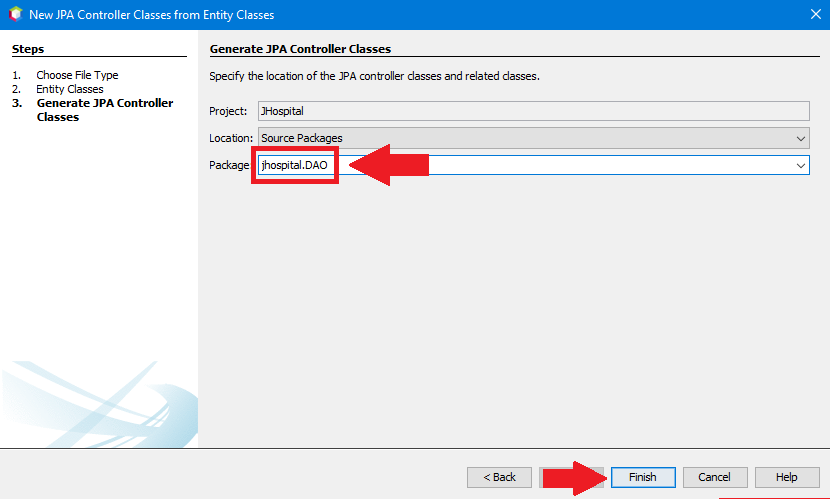 New JPA Controller Classes from Entity Classes
Steps
1. Choose File Type
2. Entity Classes
3. Generate JPA Controller
Classes
Generate JPA Controller Classes
Specify the location of the JPA controller classes and related classes.
Project: JHospital
Location: Source Packages
Package: jhospital.DAO
< Back Finish Cancel Help